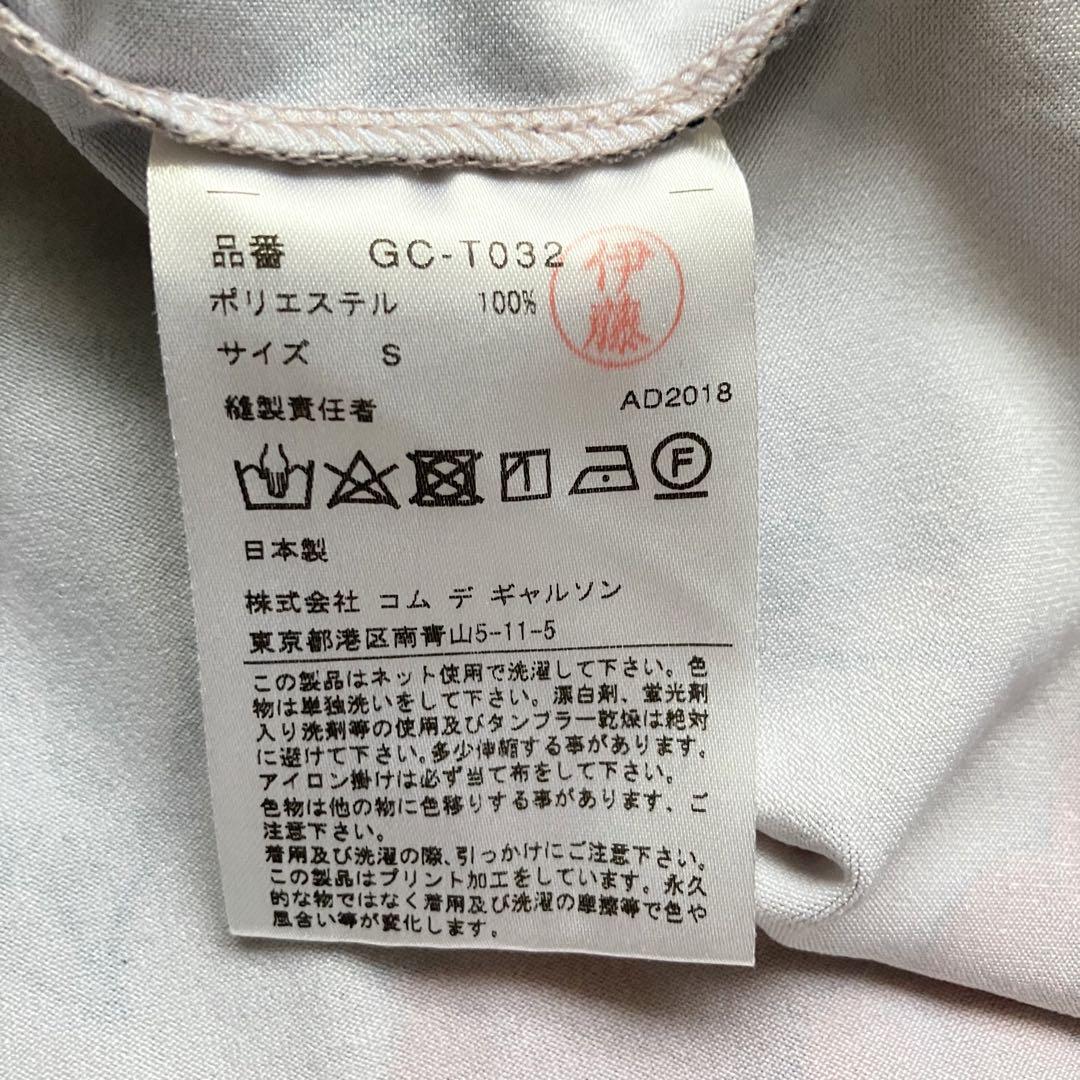 品番 GC-T032
伊藤
ポリエステル 100%
サイズ S
縫製責任者 AD2018
F
日本製
株式会社 コム デ ギャルソン
東京都港区南青山5-11-5
この製品はネット使用で洗濯して下さい。色
物は単独洗いをして下さい。漂白剤、蛍光剤
入り洗剤等の使用及びタンブラー乾燥は絶対
に避けて下さい。多少伸縮する事があります。
アイロン掛けは必ず当て布をして下さい。
色物は他の物に色移りする事があります、ご
注意下さい。
着用及び洗濯の際、引っかけにご注意下さい。
この製品はプリント加工をしています。永久
的な物ではなく着用及び洗濯の摩擦等で色や
風合い等が変化します。